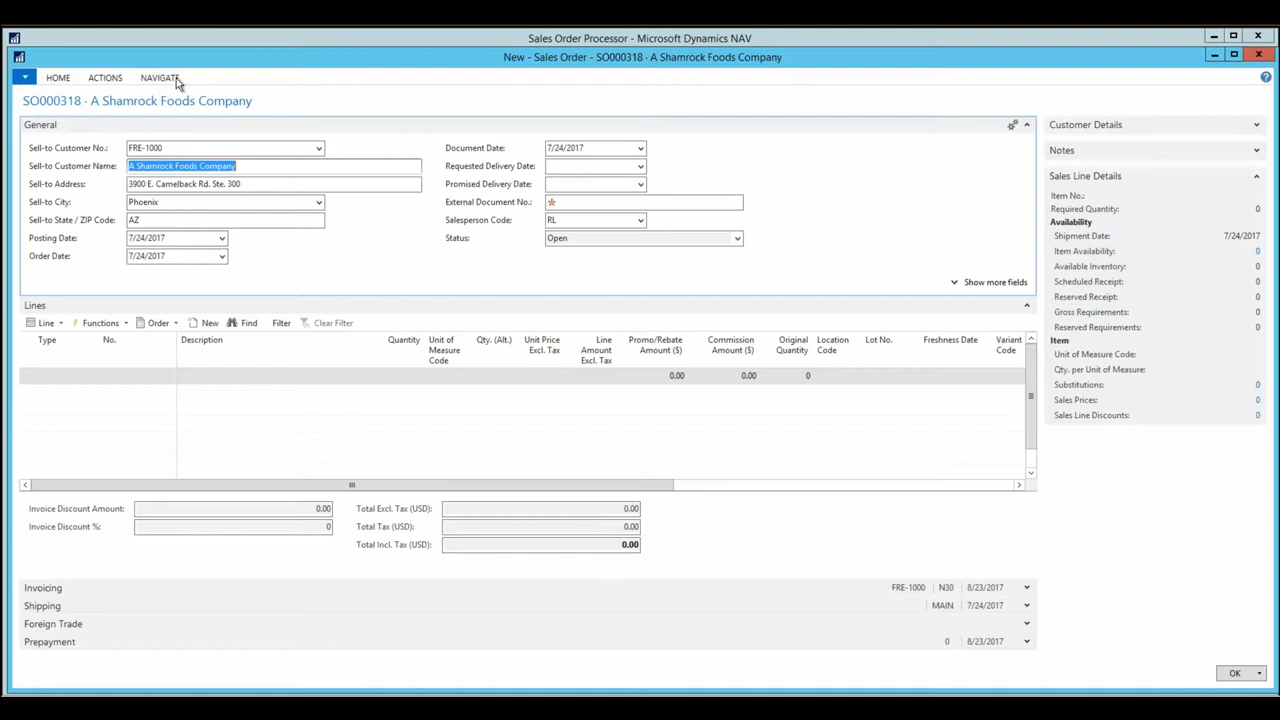 Sales Order Processor - Microsoft Dynamics NAV
New - Sales Order - SO000318 · A Shamrock Foods Company
HOME ACTIONS NAVIGATE
SO000318 · A Shamrock Foods Company
General
Sell-to Customer No.: FRE-1000
Sell-to Customer Name: A Shamrock Foods Company
Sell-to Address: 3900 E. Camelback Rd. Ste. 300
Sell-to City: Phoenix
Sell-to State / ZIP Code: AZ
Posting Date: 7/24/2017
Order Date: 7/24/2017
Document Date: 7/24/2017
Requested Delivery Date:
Promised Delivery Date:
External Document No.: *
Salesperson Code: RL
Status: Open
Show more fields
Lines
Line Functions Order New Find Filter Clear Filter
Type No. Description Quantity Unit of Measure Code Qty. (Alt.) Unit Price Excl. Tax Line Amount Excl. Tax Promo/Rebate Amount ($) Commission Amount ($) Original Quantity Location Code Lot No. Freshness Date Variant Code
0.00 0.00 0
Invoice Discount Amount: 0.00
Invoice Discount %: 0
Total Excl. Tax (USD): 0.00
Total Tax (USD): 0.00
Total Incl. Tax (USD): 0.00
Invoicing FRE-1000 N30 8/23/2017
Shipping MAIN 7/24/2017
Foreign Trade
Prepayment 0 8/23/2017
Customer Details
Notes
Sales Line Details
Item No.:
Required Quantity: 0
Availability
Shipment Date: 7/24/2017
Item Availability: 0
Available Inventory: 0
Scheduled Receipt: 0
Reserved Receipt: 0
Gross Requirements: 0
Reserved Requirements: 0
Item
Unit of Measure Code:
Qty. per Unit of Measure:
Substitutions: 0
Sales Prices: 0
Sales Line Discounts: 0
OK